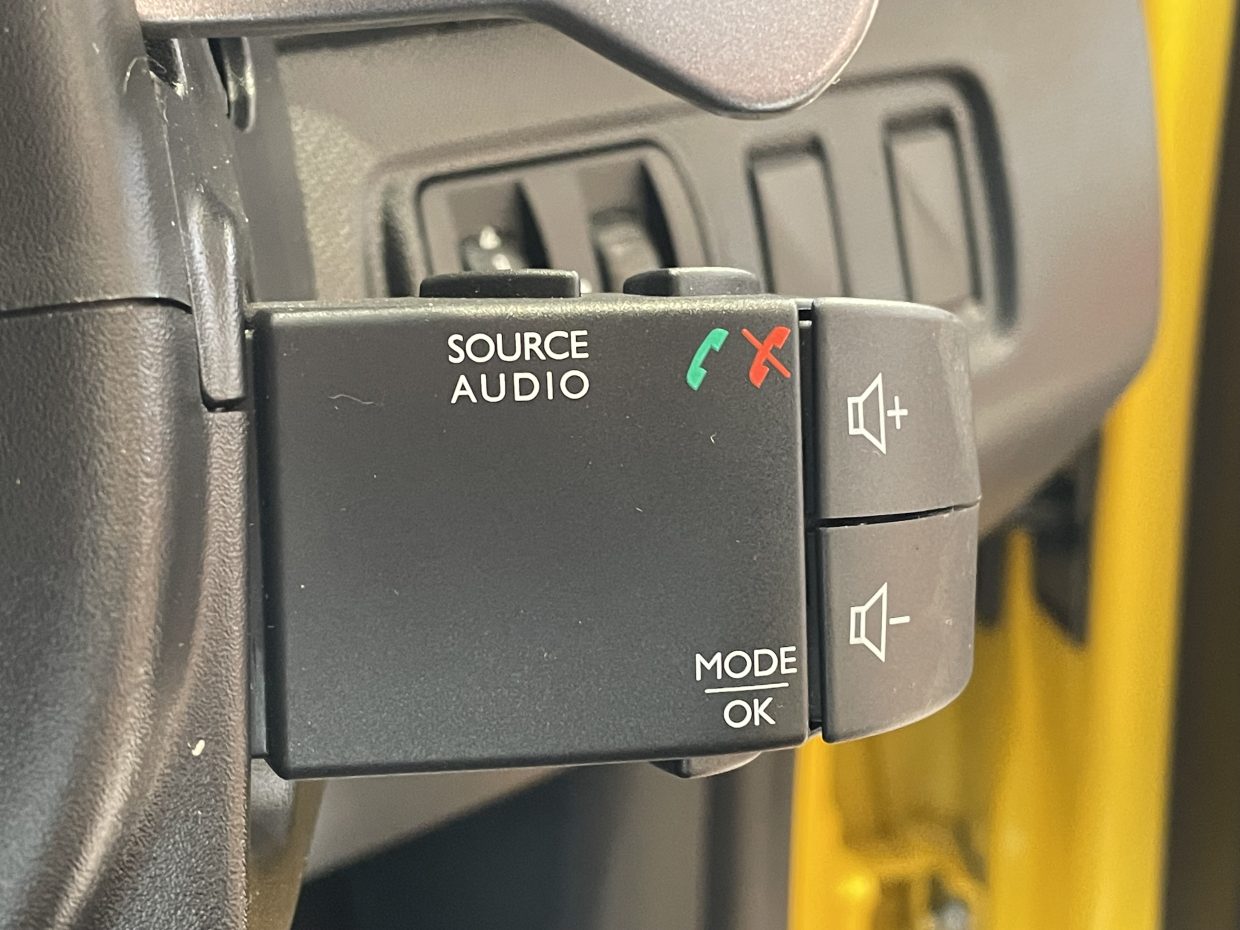 SOURCE
AUDIO
+
-
MODE
OK